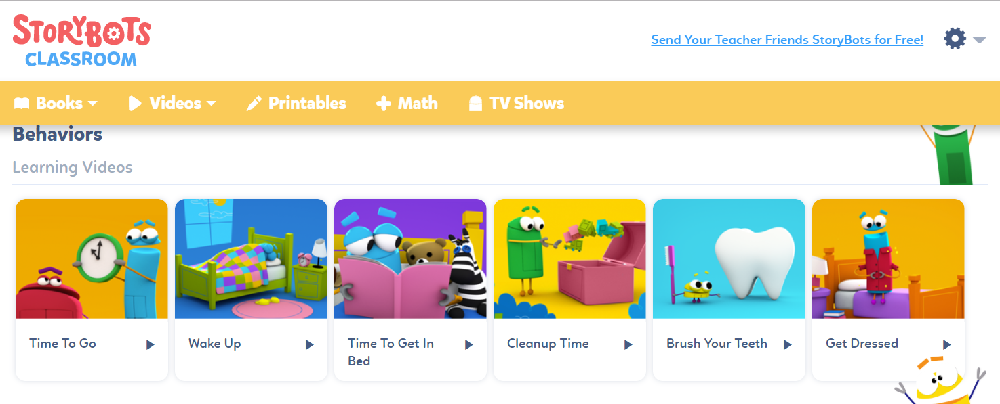 STORYBOTS
CLASSROOM
Send Your Teacher Friends StoryBots for Free!
Books
Videos
Printables
Math
TV Shows
Behaviors
Learning Videos
Time To Go
Wake Up
Time To Get In
Bed
Cleanup Time
Brush Your Teeth
Get Dressed